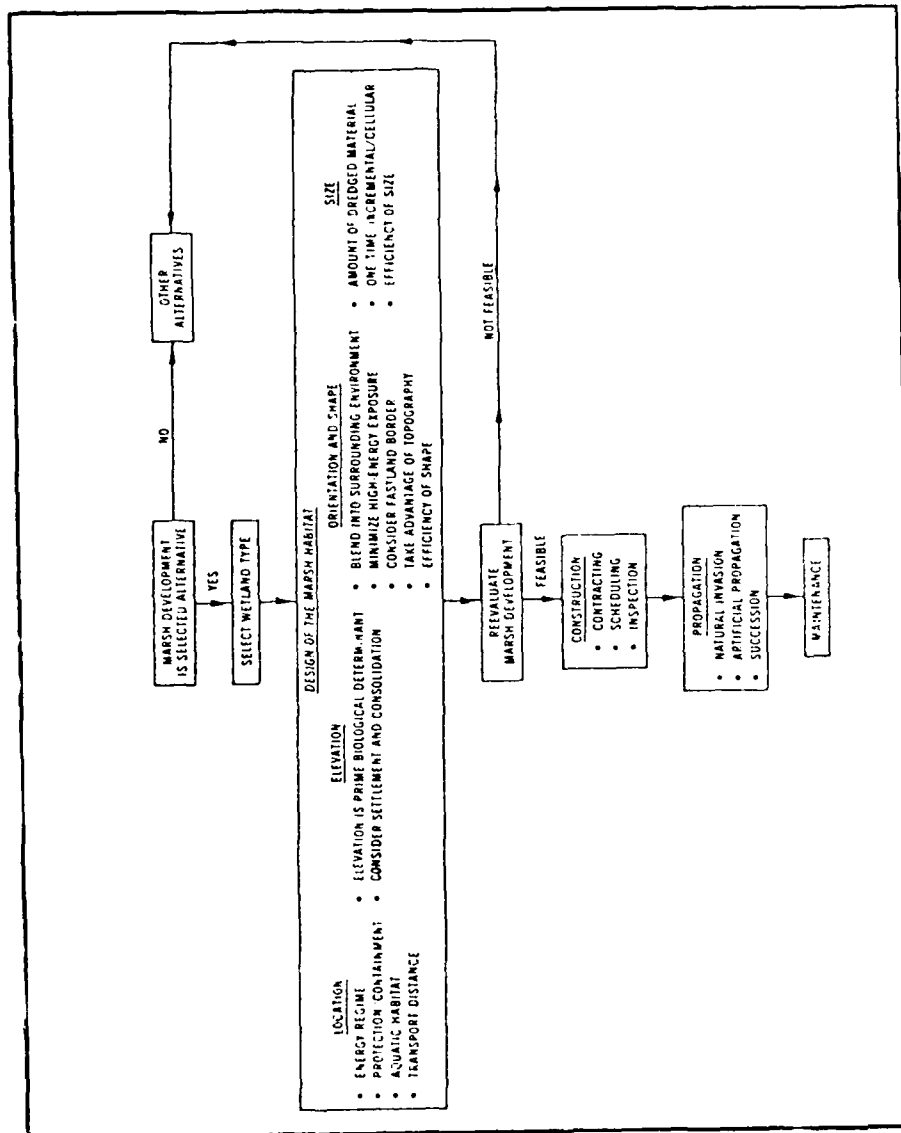 MARSH DEVELOPMENT
IS SELECTED ALTERNATIVE
NO
OTHER
ALTERNATIVES
YES
SELECT WETLAND TYPE
DESIGN OF THE MARSH HABITAT
LOCATION
• ENERGY REGIME
• PROTECTION CONTAINMENT
• AQUATIC HABITAT
• TRANSPORT DISTANCE
ELEVATION
• ELEVATION IS PRIME BIOLOGICAL DETERMINANT
• CONSIDER SETTLEMENT AND CONSOLIDATION
ORIENTATION AND SHAPE
• BLEND INTO SURROUNDING ENVIRONMENT
• MINIMIZE HIGH-ENERGY EXPOSURE
• CONSIDER FASTLAND BORDER
• TAKE ADVANTAGE OF TOPOGRAPHY
• EFFICIENCY OF SHAPE
SIZE
• AMOUNT OF DREDGED MATERIAL
• ONE TIME INCREMENTAL/CELLULAR
• EFFICIENCT OF SIZE
REEVALUATE
MARSH DEVELOPMENT
NOT FEASIBLE
FEASIBLE
CONSTRUCTION
• CONTRACTING
• SCHEDULING
• INSPECTION
PROPAGATION
• NATURAL INVASION
• ARTIFICIAL PROPAGATION
• SUCCESSION
MAINTENANCE